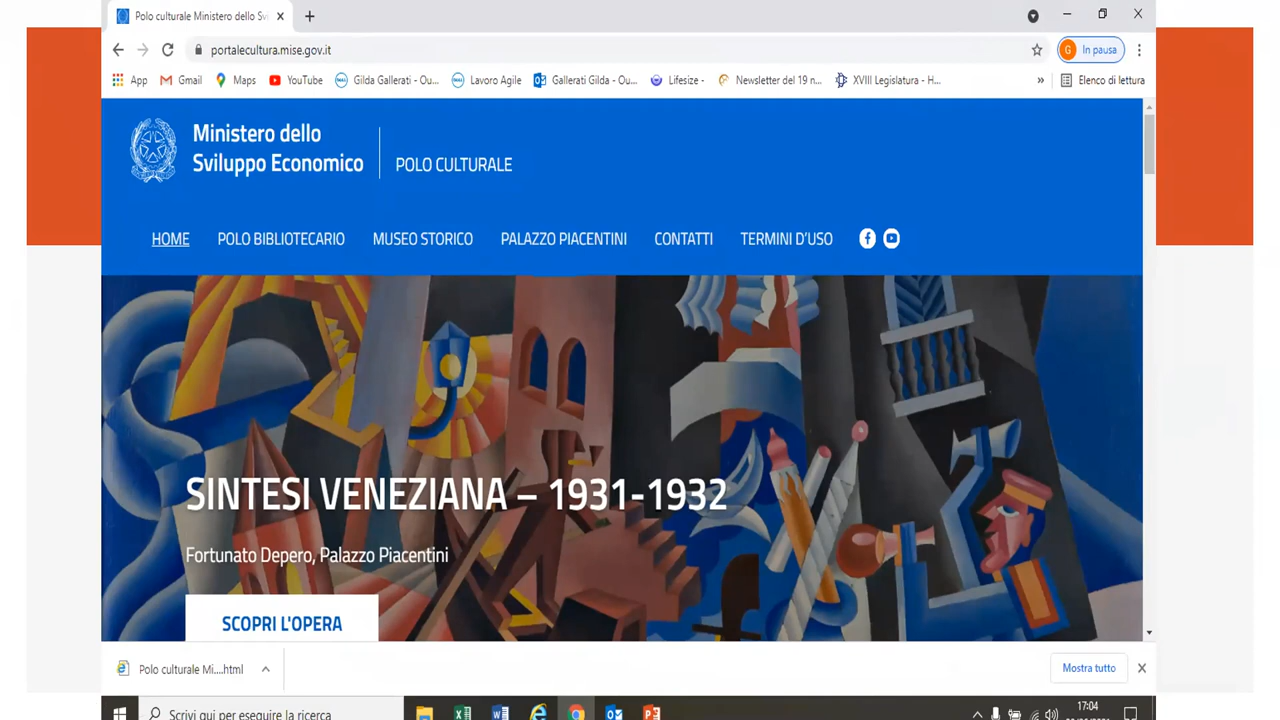 Polo culturale Ministero dello Sv
portalecultura.mise.gov.it
G In pausa
App Gmail Maps YouTube Gilda Gallerati - Ou... Lavoro Agile Gallerati Gilda - Ou... Lifesize - Newsletter del 19 n... XVIII Legislatura - H... » Elenco di lettura
Ministero dello
Sviluppo Economico
POLO CULTURALE
HOME POLO BIBLIOTECARIO MUSEO STORICO PALAZZO PIACENTINI CONTATTI TERMINI D'USO
SINTESI VENEZIANA – 1931-1932
Fortunato Depero, Palazzo Piacentini
SCOPRI L'OPERA
Polo culturale Mi....html
Mostra tutto
Scrivi qui per eseguire la ricerca
17:04